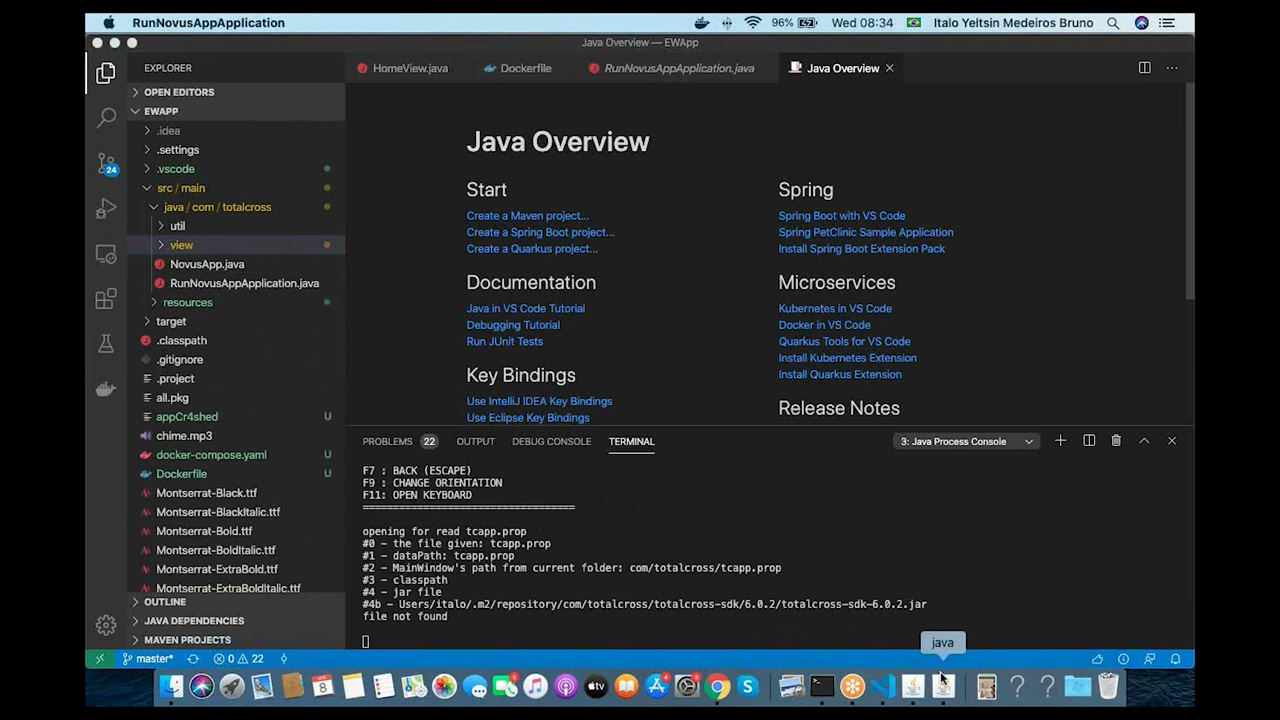 RunNovusAppApplication 96% Wed 08:34 Italo Yeltsin Medeiros Bruno
Java Overview — EWApp
EXPLORER
HomeView.java Dockerfile RunNovusAppApplication.java Java Overview
OPEN EDITORS
EWAPP
.idea
.settings
.vscode
src / main
java / com / totalcross
util
view
NovusApp.java
RunNovusAppApplication.java
resources
target
.classpath
.gitignore
.project
all.pkg
appCr4shed U
chime.mp3
docker-compose.yaml U
Dockerfile U
Montserrat-Black.ttf
Montserrat-BlackItalic.ttf
Montserrat-Bold.ttf
Montserrat-BoldItalic.ttf
Montserrat-ExtraBold.ttf
Montserrat-ExtraBoldItalic.ttf
OUTLINE
JAVA DEPENDENCIES
MAVEN PROJECTS
24
Java Overview
Start
Create a Maven project...
Create a Spring Boot project...
Create a Quarkus project...
Documentation
Java in VS Code Tutorial
Debugging Tutorial
Run JUnit Tests
Key Bindings
Use IntelliJ IDEA Key Bindings
Use Eclipse Key Bindings
Spring
Spring Boot with VS Code
Spring PetClinic Sample Application
Install Spring Boot Extension Pack
Microservices
Kubernetes in VS Code
Docker in VS Code
Quarkus Tools for VS Code
Install Kubernetes Extension
Install Quarkus Extension
Release Notes
PROBLEMS 22 OUTPUT DEBUG CONSOLE TERMINAL 3: Java Process Console
F7 : BACK (ESCAPE)
F9 : CHANGE ORIENTATION
F11: OPEN KEYBOARD
===================================
opening for read tcapp.prop
#0 - the file given: tcapp.prop
#1 - dataPath: tcapp.prop
#2 - MainWindow's path from current folder: com/totalcross/tcapp.prop
#3 - classpath
#4 - jar file
#4b - Users/italo/.m2/repository/com/totalcross/totalcross-sdk/6.0.2/totalcross-sdk-6.0.2.jar
file not found
java
master* 0 22